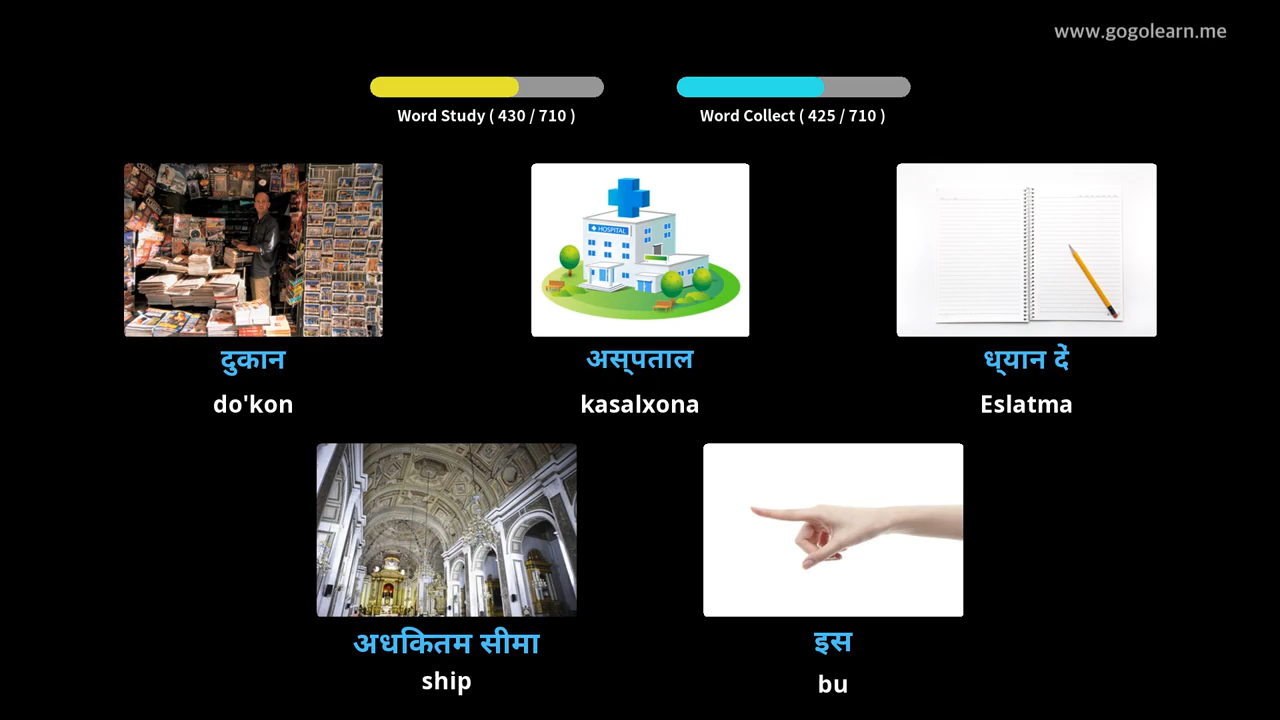 www.gogolearn.me
Word Study ( 430 / 710 )
Word Collect ( 425 / 710 )
HOSPITAL
दुकान
अस्पताल
ध्यान दें
do'kon
kasalxona
Eslatma
अधकितम सीमा
इस
ship
bu